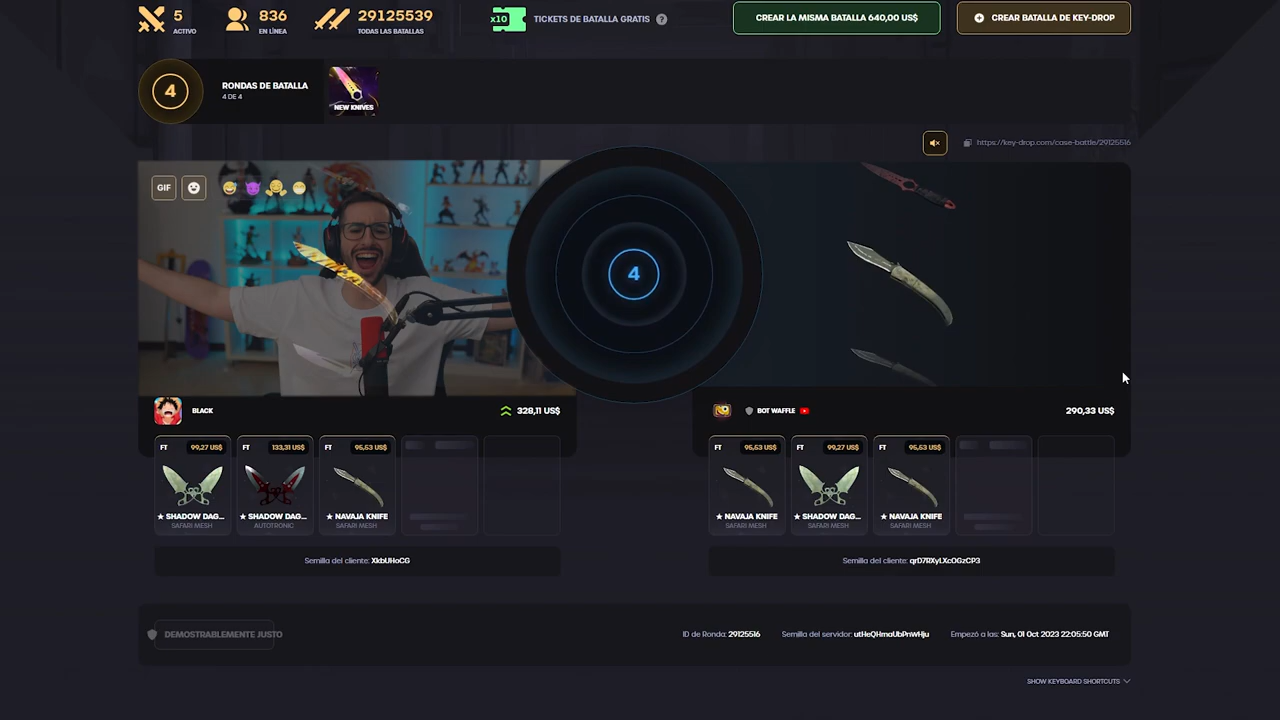 5
ACTIVO
836
EN LÍNEA
29125539
TODAS LAS BATALLAS
x10
TICKETS DE BATALLA GRATIS ?
CREAR LA MISMA BATALLA 640,00 US$
CREAR BATALLA DE KEY-DROP
4
RONDAS DE BATALLA
4 DE 4
NEW KNIVES
https://key-drop.com/case-battle/29125516
GIF
4
BLACK
328,11 US$
BOT WAFFLE
290,33 US$
FT 99,27 US$
★ SHADOW DAG...
SAFARI MESH
FT 133,31 US$
★ SHADOW DAG...
AUTOTRONIC
FT 95,53 US$
★ NAVAJA KNIFE
SAFARI MESH
FT 95,53 US$
★ NAVAJA KNIFE
SAFARI MESH
FT 99,27 US$
★ SHADOW DAG...
SAFARI MESH
FT 95,53 US$
★ NAVAJA KNIFE
SAFARI MESH
Semilla del cliente: XkbUHoCG
Semilla del cliente: qrD7RXyLXcOGzCP3
DEMOSTRABLEMENTE JUSTO
ID de Ronda: 29125516
Semilla del servidor: utHeQHmaUbPnWHju
Empezó a las: Sun, 01 Oct 2023 22:05:50 GMT
SHOW KEYBOARD SHORTCUTS